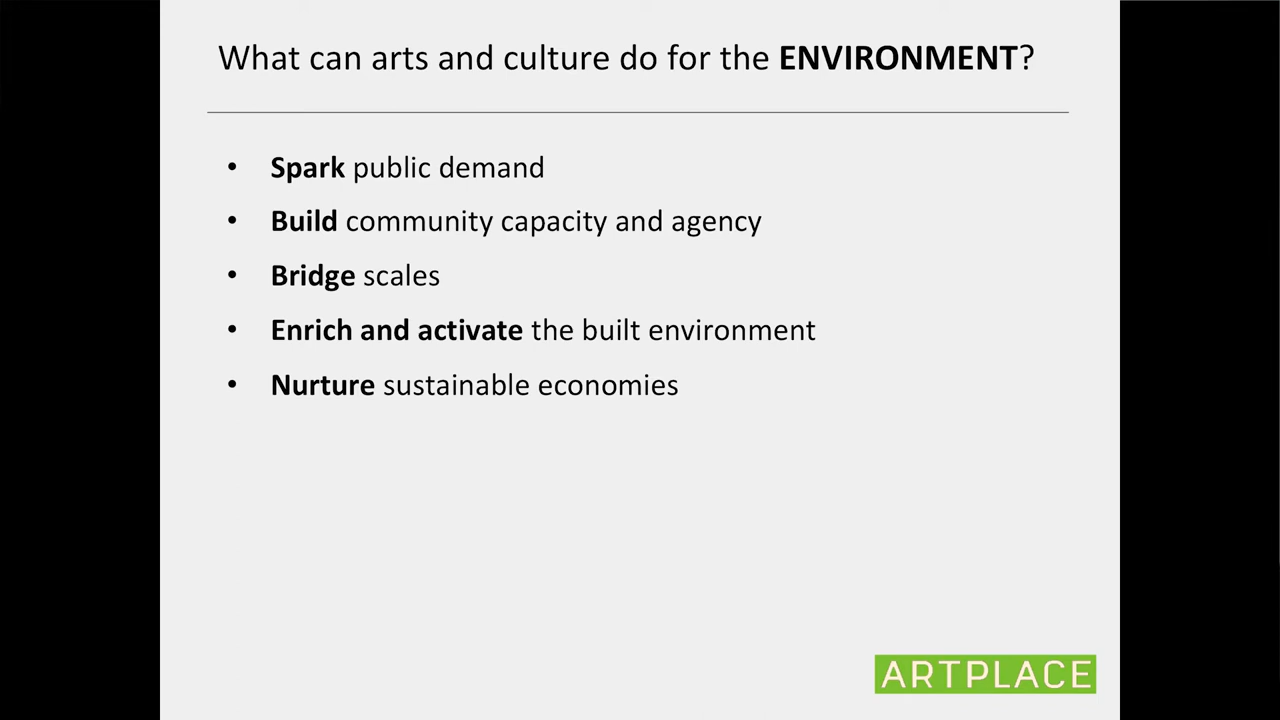 What can arts and culture do for the ENVIRONMENT?
• Spark public demand
• Build community capacity and agency
• Bridge scales
• Enrich and activate the built environment
• Nurture sustainable economies
ARTPLACE